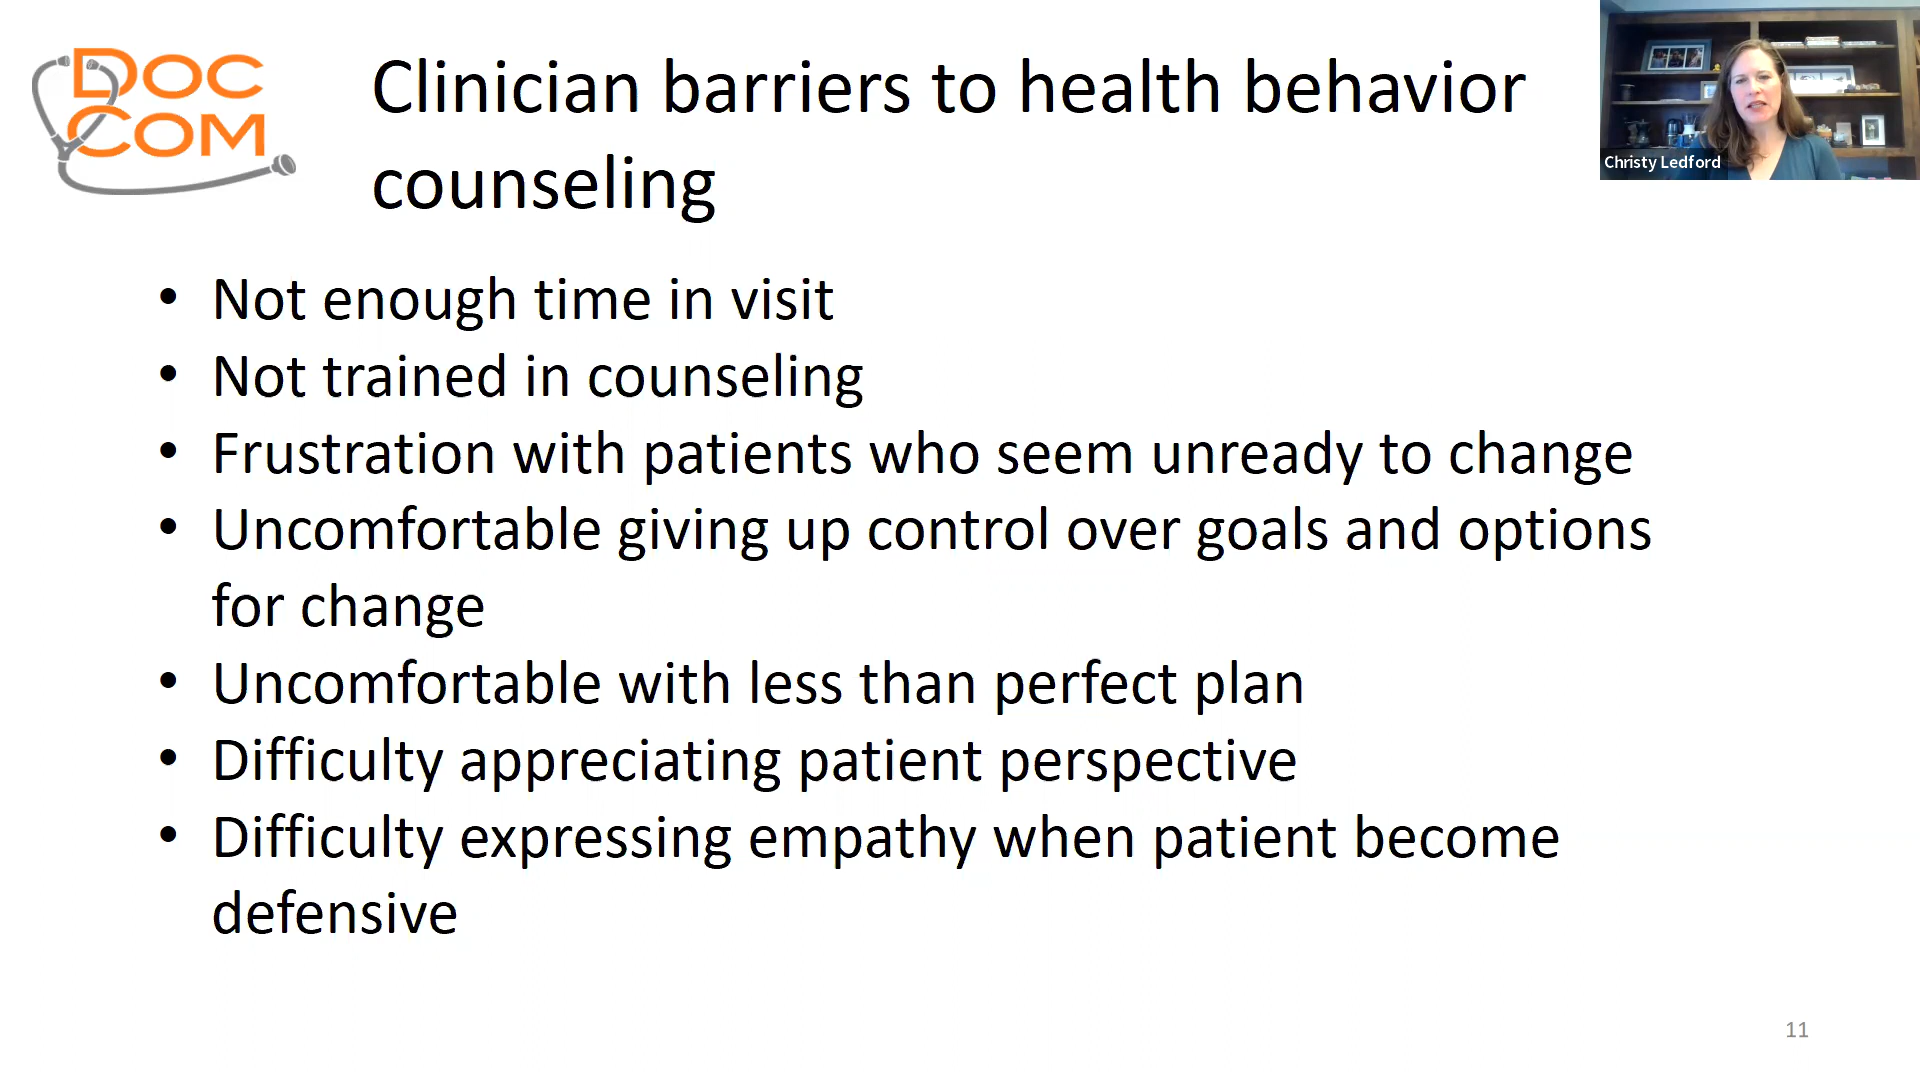 DOC
COM
Clinician barriers to health behavior
counseling
Christy Ledford
• Not enough time in visit
• Not trained in counseling
• Frustration with patients who seem unready to change
• Uncomfortable giving up control over goals and options
for change
• Uncomfortable with less than perfect plan
• Difficulty appreciating patient perspective
• Difficulty expressing empathy when patient become
defensive
11